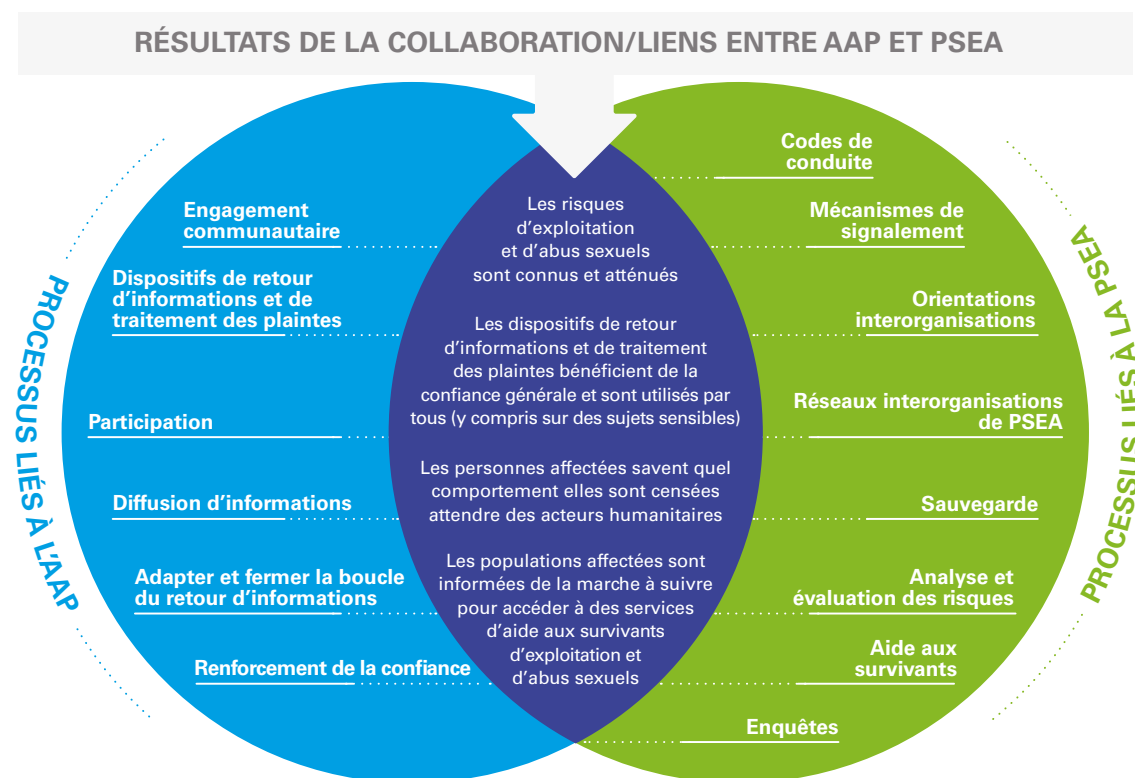 RÉSULTATS DE LA COLLABORATION/LIENS ENTRE AAP ET PSEA
PROCESSUS LIÉS À L'AAP
Engagement
communautaire
Dispositifs de retour
d'informations et de
traitement des plaintes
Participation
Diffusion d'informations
Adapter et fermer la boucle
du retour d'informations
Renforcement de la confiance
Les risques
d'exploitation
et d'abus sexuels
sont connus et atténués
Les dispositifs de retour
d'informations et de traitement
des plaintes bénéficient de la
confiance générale et sont utilisés par
tous (y compris sur des sujets sensibles)
Les personnes affectées savent quel
comportement elles sont censées
attendre des acteurs humanitaires
Les populations affectées sont
informées de la marche à suivre
pour accéder à des services
d'aide aux survivants
d'exploitation et
d'abus sexuels
Codes de
conduite
Mécanismes de
signalement
Orientations
interorganisations
Réseaux interorganisations
de PSEA
Sauvegarde
Analyse et
évaluation des risques
Aide aux
survivants
Enquêtes
PROCESSUS LIÉS À LA PSEA